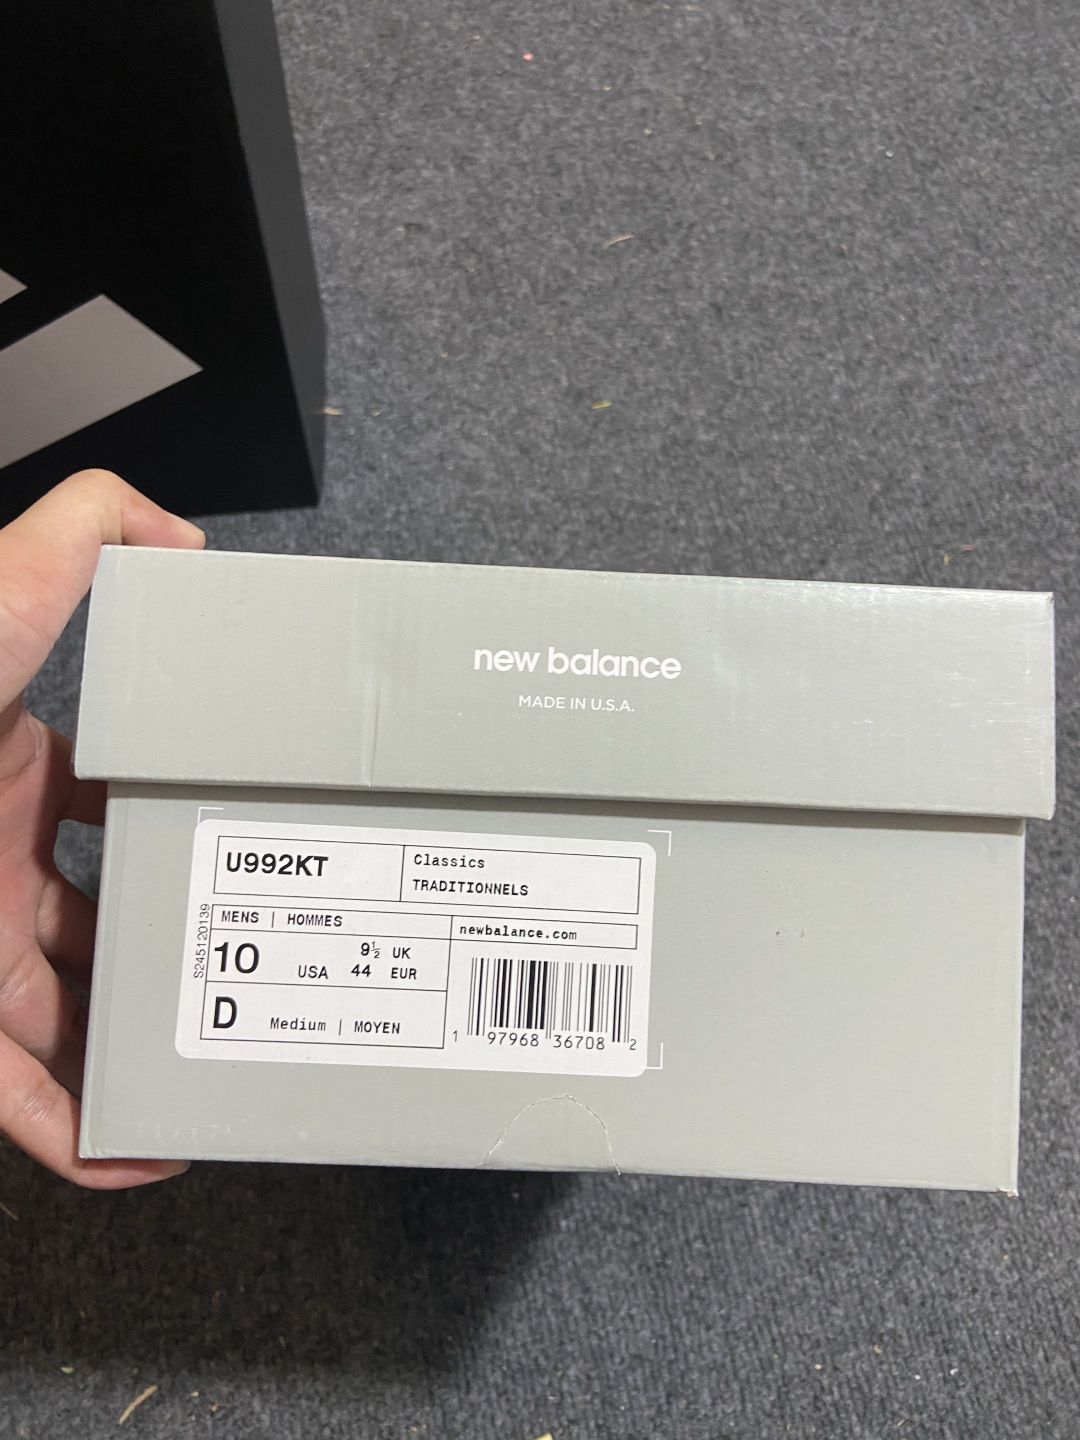 new balance
MADE IN U.S.A.
U992KT
Classics
TRADITIONNELS
MENS | HOMMES
newbalance.com
10 USA
9½ UK
44 EUR
D Medium | MOYEN
S245120139
1 97968 36708 2